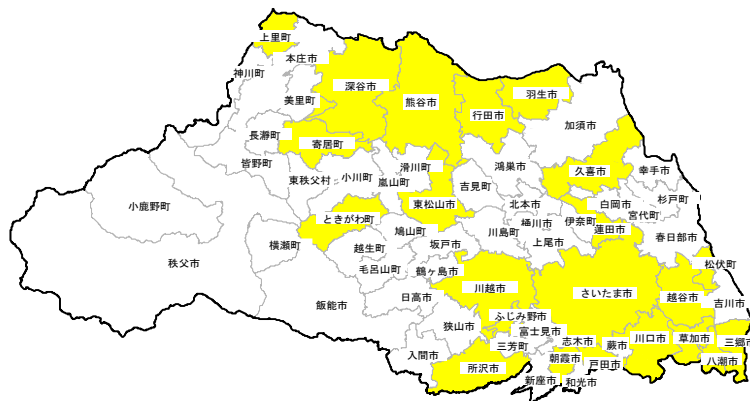 上里町
本庄市
神川町
深谷市
美里町
熊谷市
羽生市
行田市
加須市
長瀞町
寄居町
皆野町
滑川町
鴻巣市
久喜市
幸手市
東秩父村
小川町
嵐山町
吉見町
小鹿野町
東松山市
北本市
白岡市
杉戸町
ときがわ町
桶川市
伊奈町
宮代町
鳩山町
川島町
蓮田市
横瀬町
越生町
坂戸市
上尾市
春日部市
秩父市
毛呂山町
鶴ヶ島市
松伏町
川越市
さいたま市
飯能市
日高市
越谷市
吉川市
ふじみ野市
狭山市
富士見市
三芳町
志木市
蕨市
川口市
草加市
三郷市
入間市
朝霞市
戸田市
八潮市
所沢市
新座市
和光市